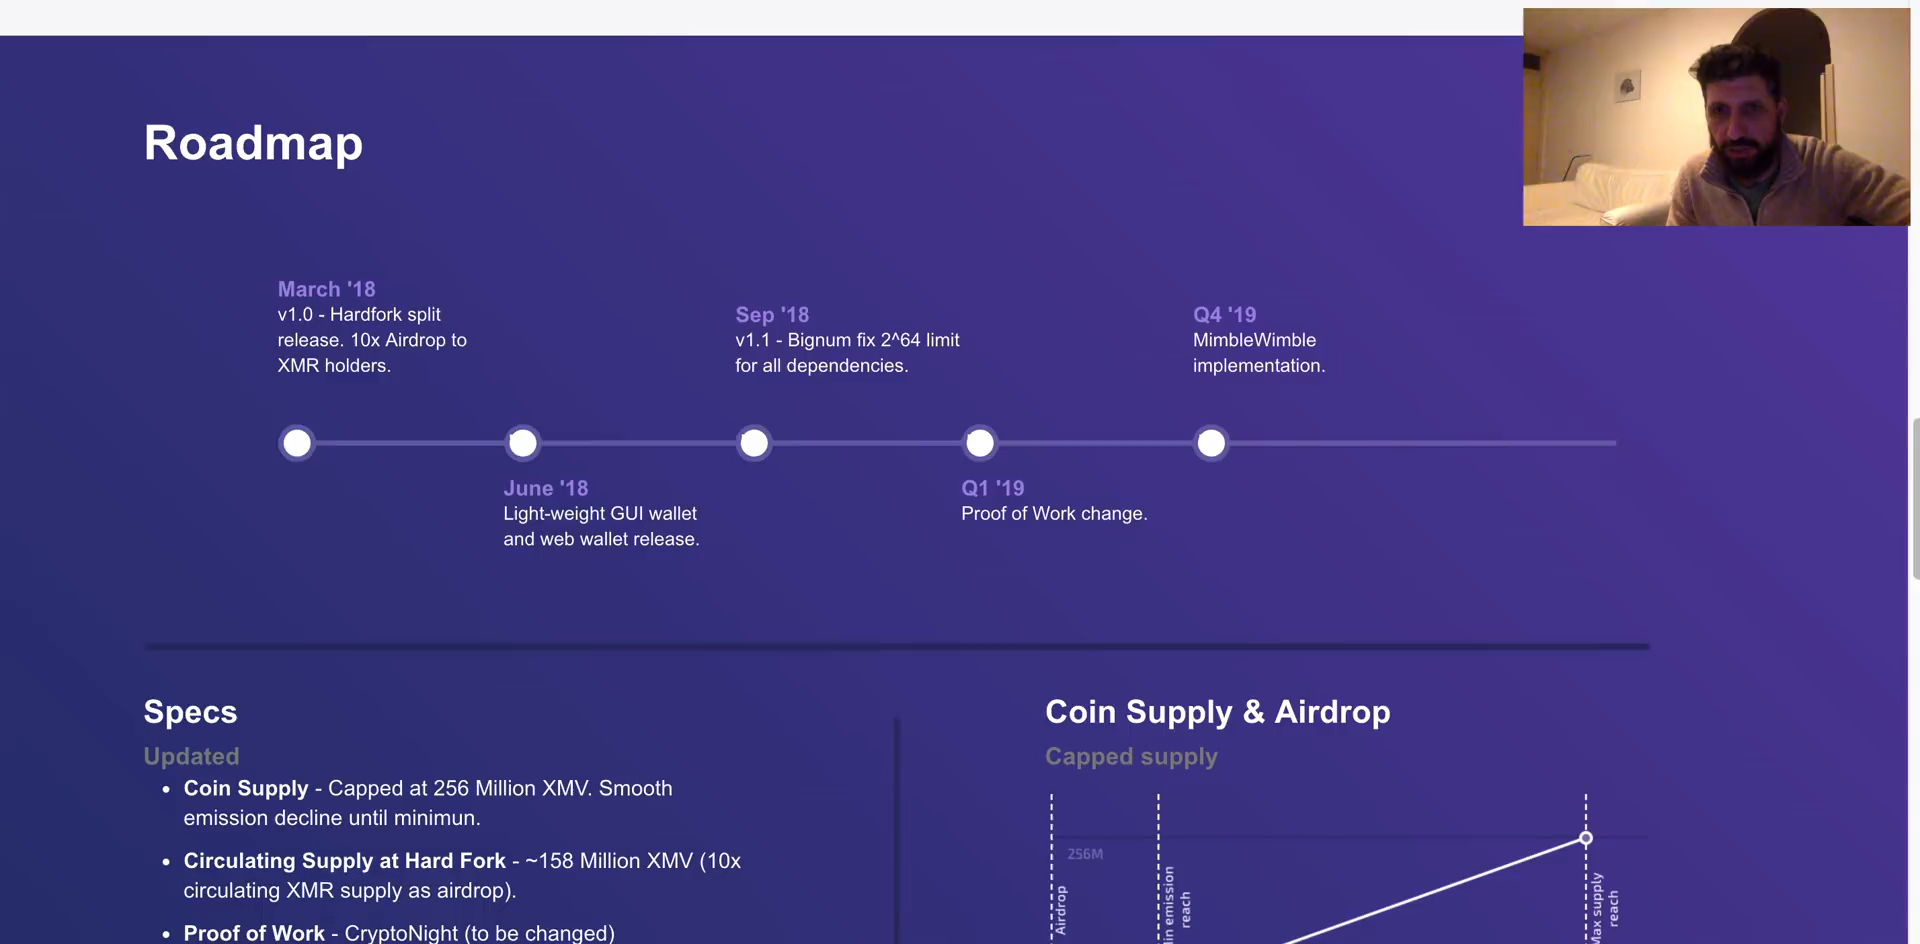 Roadmap
March '18
v1.0 - Hardfork split
release. 10x Airdrop to
XMR holders.
Sep '18
v1.1 - Bignum fix 2^64 limit
for all dependencies.
Q4 '19
MimbleWimble
implementation.
June '18
Light-weight GUI wallet
and web wallet release.
Q1 '19
Proof of Work change.
Specs
Updated
Coin Supply - Capped at 256 Million XMV. Smooth
emission decline until minimun.
Circulating Supply at Hard Fork - ~158 Million XMV (10x
circulating XMR supply as airdrop).
Proof of Work - CryptoNight (to be changed)
Coin Supply & Airdrop
Capped supply
256M
Airdrop
emission
reach
Max supply
reach